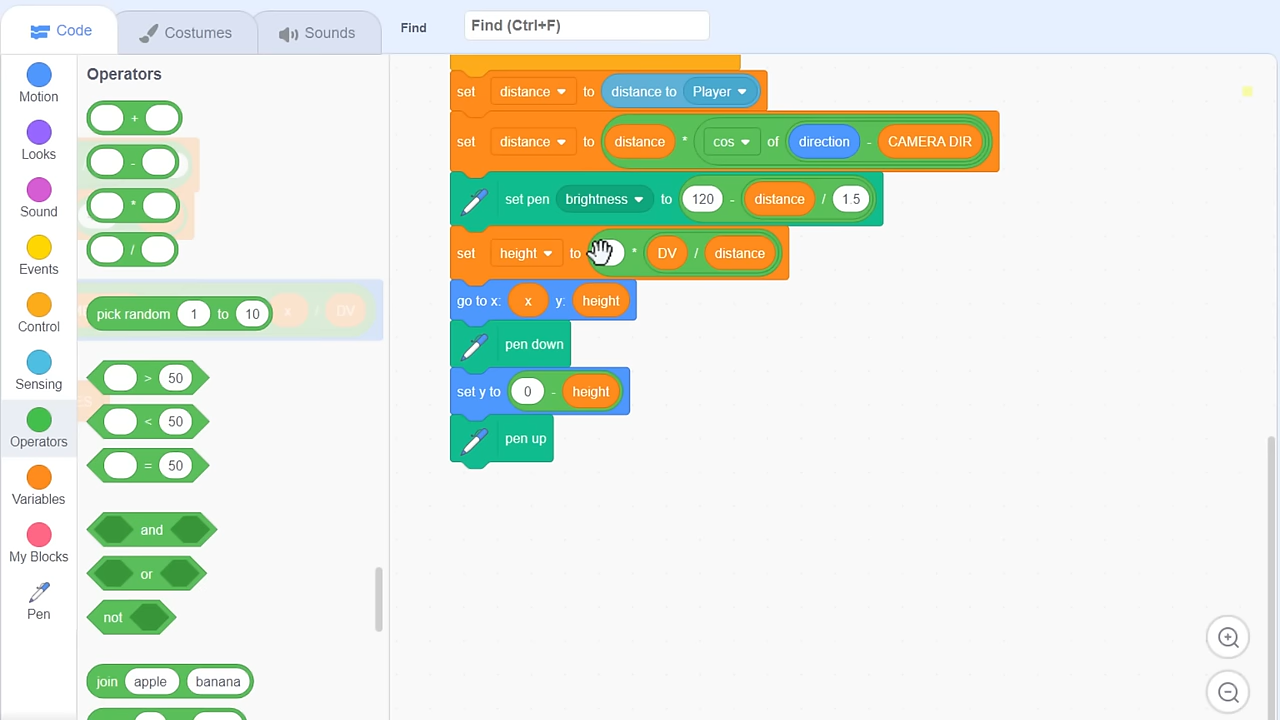 Code Costumes Sounds Find Find (Ctrl+F)
Motion
Looks
Sound
Events
Control
Sensing
Operators
Variables
My Blocks
Pen
Operators
+
-
*
/
pick random 1 to 10
x / DV
> 50
< 50
= 50
and
or
not
join apple banana
set distance to distance to Player
set distance to distance * cos of direction - CAMERA DIR
set pen brightness to 120 - distance / 1.5
set height to * DV / distance
go to x: x y: height
pen down
set y to 0 - height
pen up